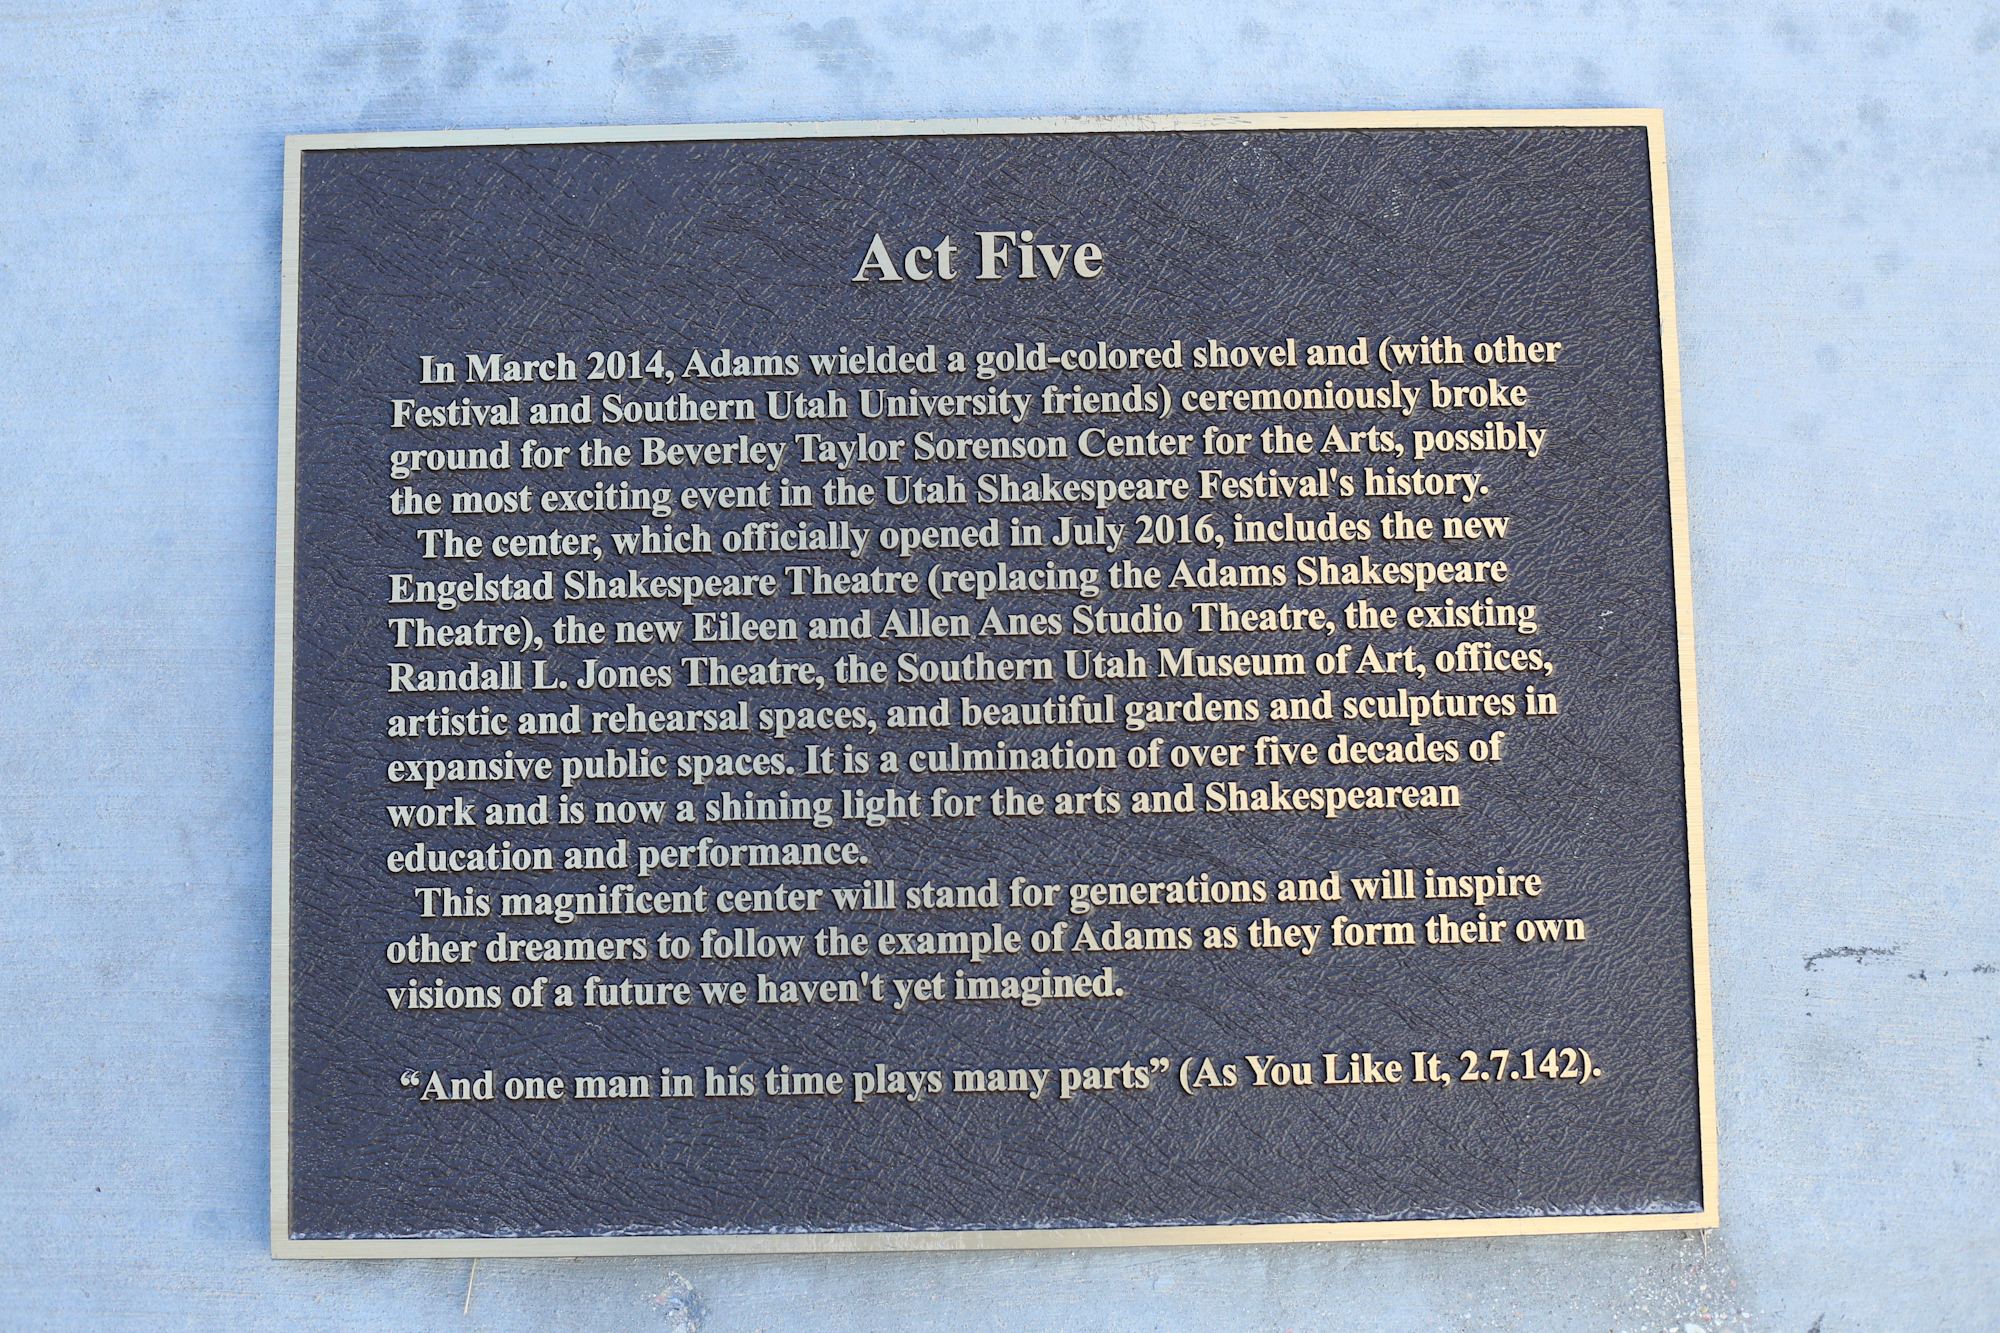 Act Five
In March 2014, Adams wielded a gold-colored shovel and (with other
Festival and Southern Utah University friends) ceremoniously broke
ground for the Beverley Taylor Sorenson Center for the Arts, possibly
the most exciting event in the Utah Shakespeare Festival's history.
The center, which officially opened in July 2016, includes the new
Engelstad Shakespeare Theatre (replacing the Adams Shakespeare
Theatre), the new Eileen and Allen Anes Studio Theatre, the existing
Randall L. Jones Theatre, the Southern Utah Museum of Art, offices,
artistic and rehearsal spaces, and beautiful gardens and sculptures in
expansive public spaces. It is a culmination of over five decades of
work and is now a shining light for the arts and Shakespearean
education and performance.
This magnificent center will stand for generations and will inspire
other dreamers to follow the example of Adams as they form their own
visions of a future we haven't yet imagined.
“And one man in his time plays many parts” (As You Like It, 2.7.142).